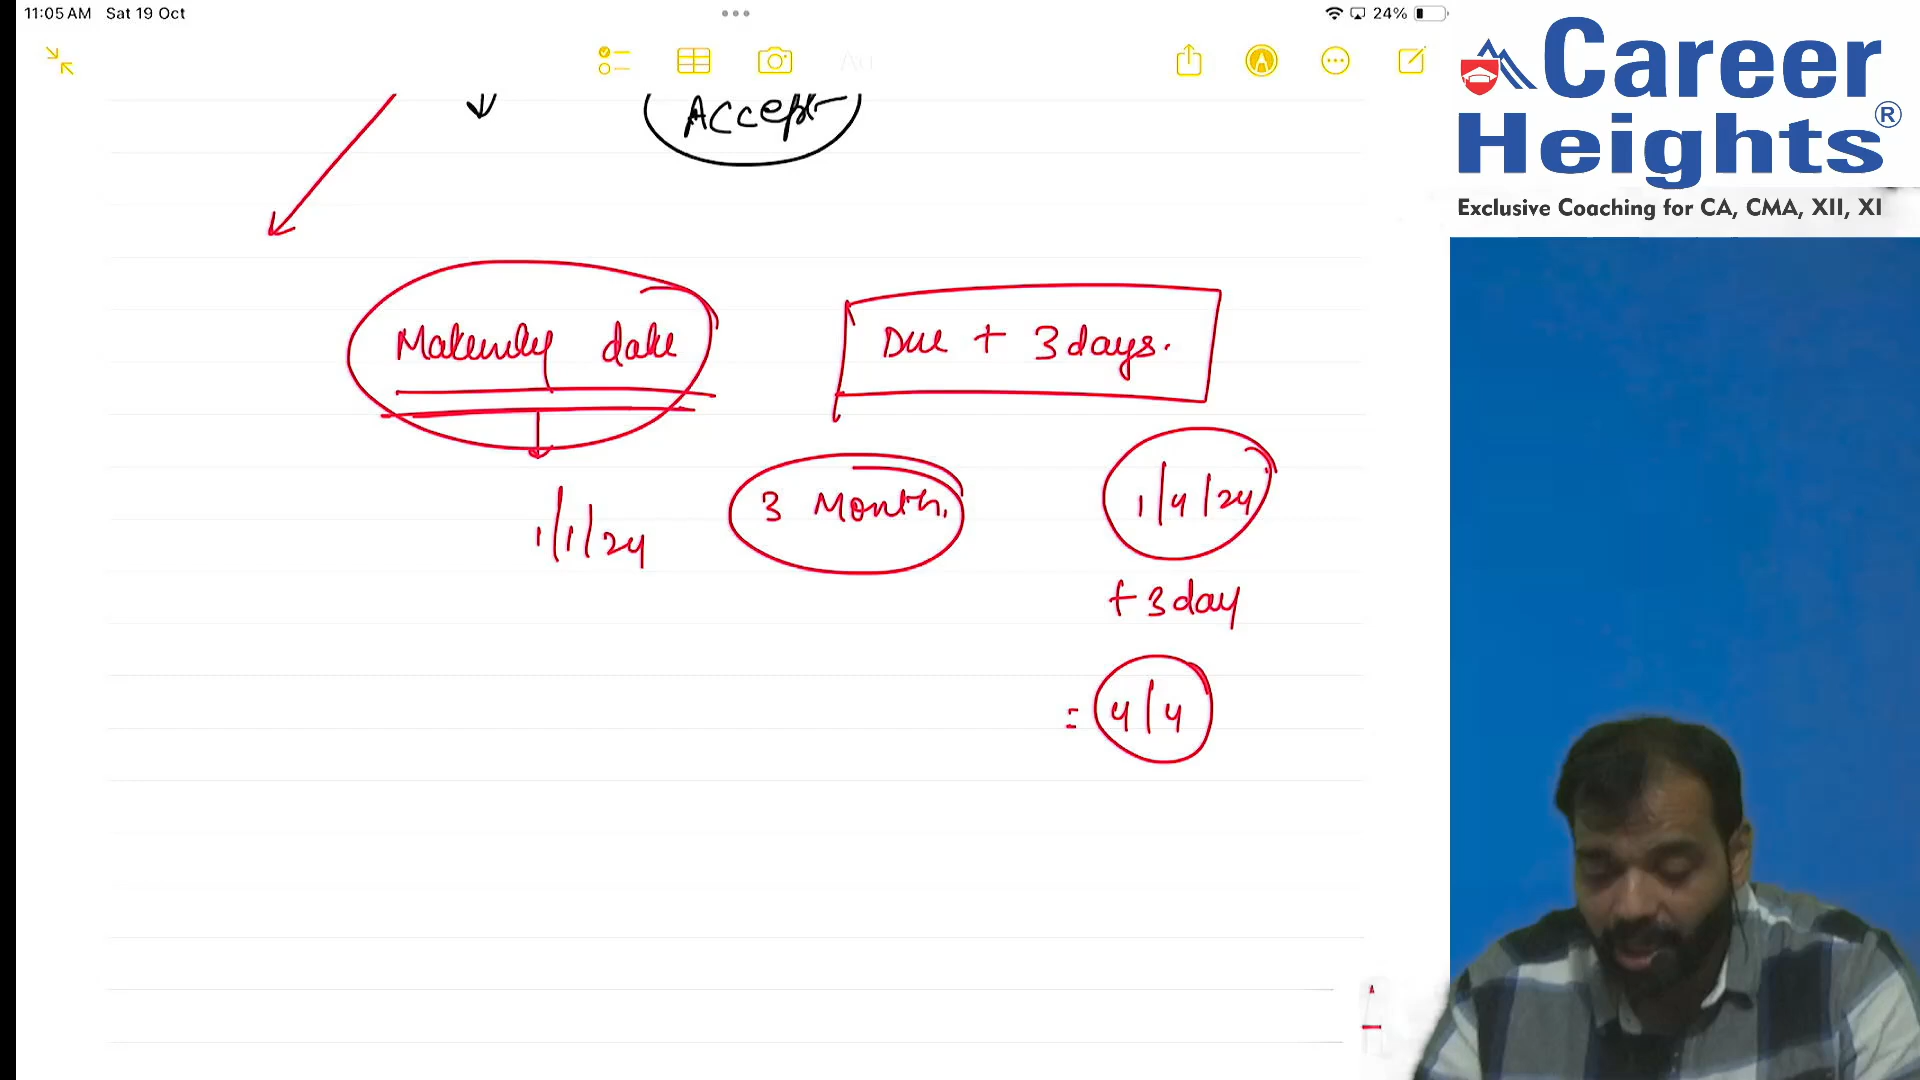 11:05 AM Sat 19 Oct
24%
Career
Heights®
Exclusive Coaching for CA, CMA, XII, XI
Accept
Maturity date
Due + 3 days.
1/1/24
3 Month.
1/4/24
+ 3 day
= 4/4